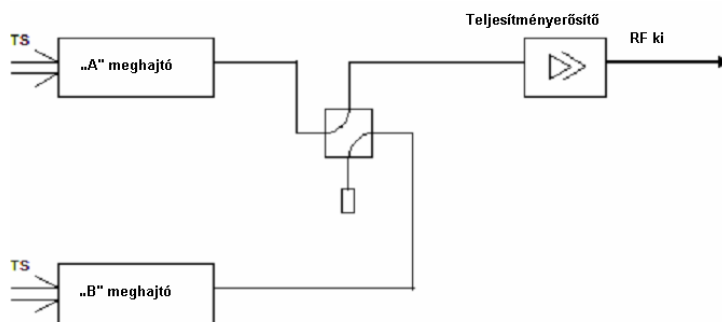 Teljesítményerősítő
RF ki
TS
„A" meghajtó
TS
„B" meghajtó